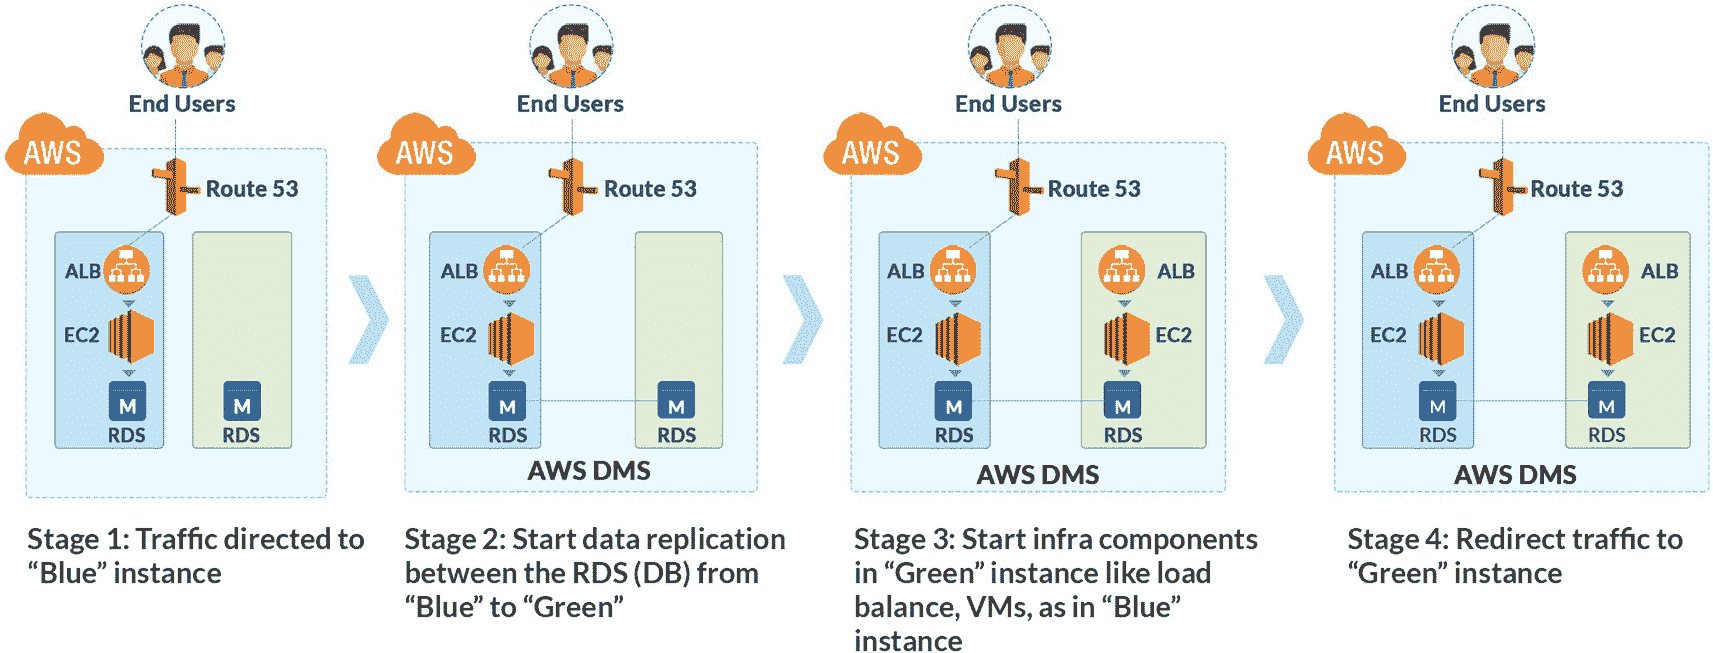 End Users
AWS
Route 53
ALB
EC2
M
RDS
M
RDS
Stage 1: Traffic directed to
“Blue” instance
End Users
AWS
Route 53
ALB
EC2
M
RDS
M
RDS
AWS DMS
Stage 2: Start data replication
between the RDS (DB) from
“Blue” to “Green”
End Users
AWS
Route 53
ALB
ALB
EC2
EC2
M
M
RDS
RDS
AWS DMS
Stage 3: Start infra components
in “Green” instance like load
balance, VMs, as in “Blue”
instance
End Users
AWS
Route 53
ALB
ALB
EC2
EC2
M
M
RDS
RDS
AWS DMS
Stage 4: Redirect traffic to
“Green” instance